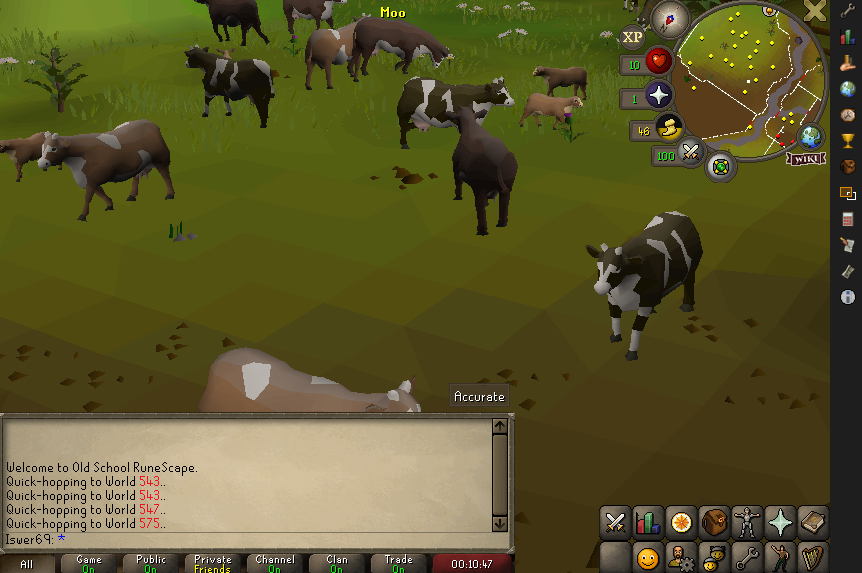 Moo
XP
10
1
46
100
WIKI
Accurate
Welcome to Old School RuneScape.
Quick-hopping to World 543..
Quick-hopping to World 543..
Quick-hopping to World 547..
Quick-hopping to World 575..
Iswer69: *
All
Game
On
Public
On
Private
Friends
Channel
On
Clan
On
Trade
On
00:10:47